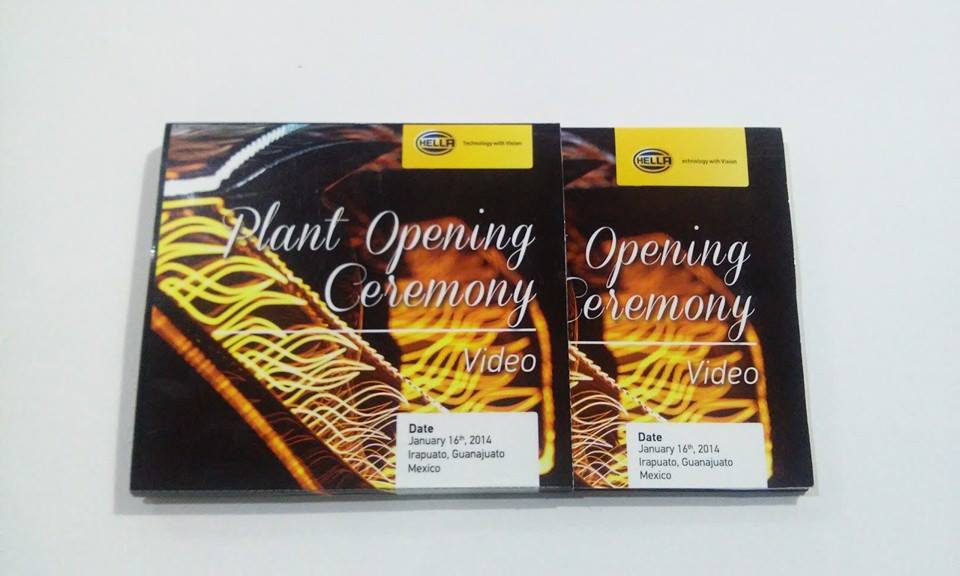 HELLA Technology with Vision
Plant Opening
Ceremony
Video
Date
January 16th, 2014
Irapuato, Guanajuato
Mexico
HELLA echnology with Vision
Opening
Ceremony
Video
Date
January 16th, 2014
Irapuato, Guanajuato
Mexico